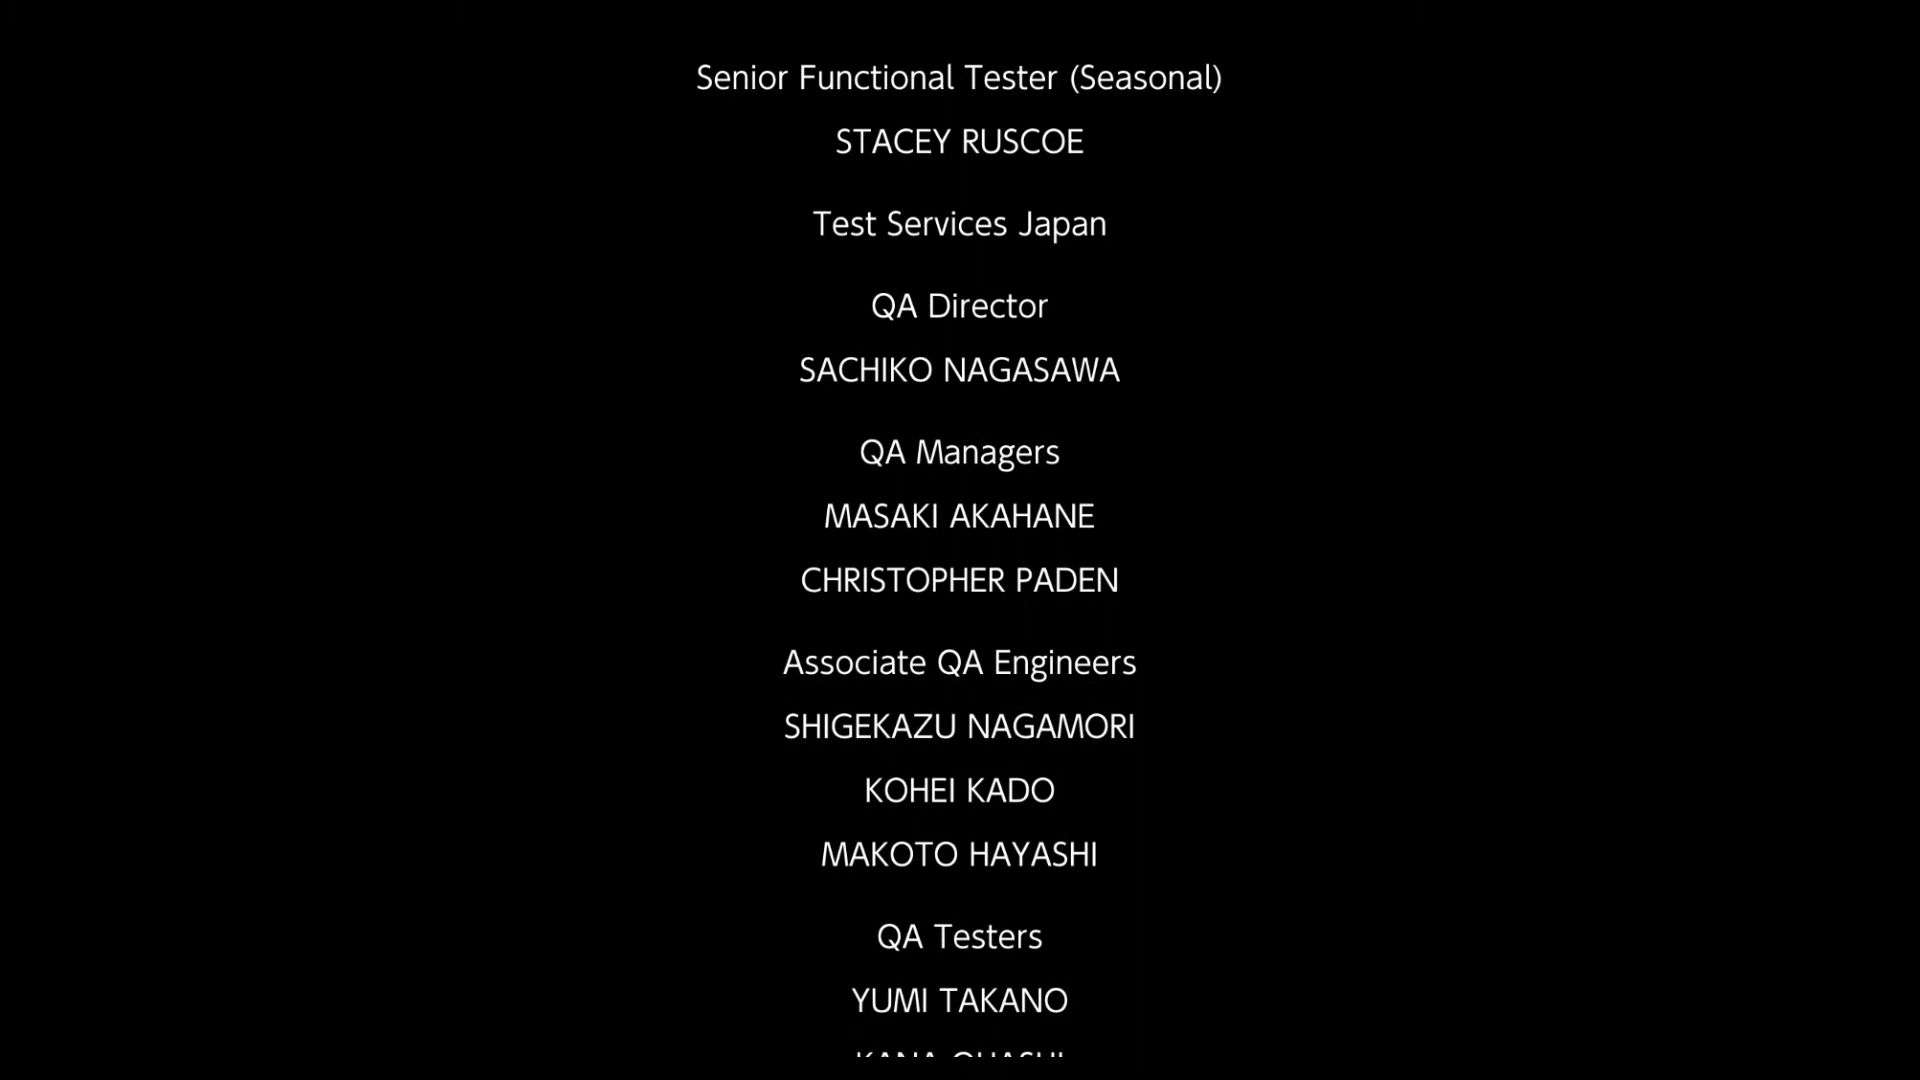 Senior Functional Tester (Seasonal)
STACEY RUSCOE
Test Services Japan
QA Director
SACHIKO NAGASAWA
QA Managers
MASAKI AKAHANE
CHRISTOPHER PADEN
Associate QA Engineers
SHIGEKAZU NAGAMORI
KOHEI KADO
MAKOTO HAYASHI
QA Testers
YUMI TAKANO
KANA